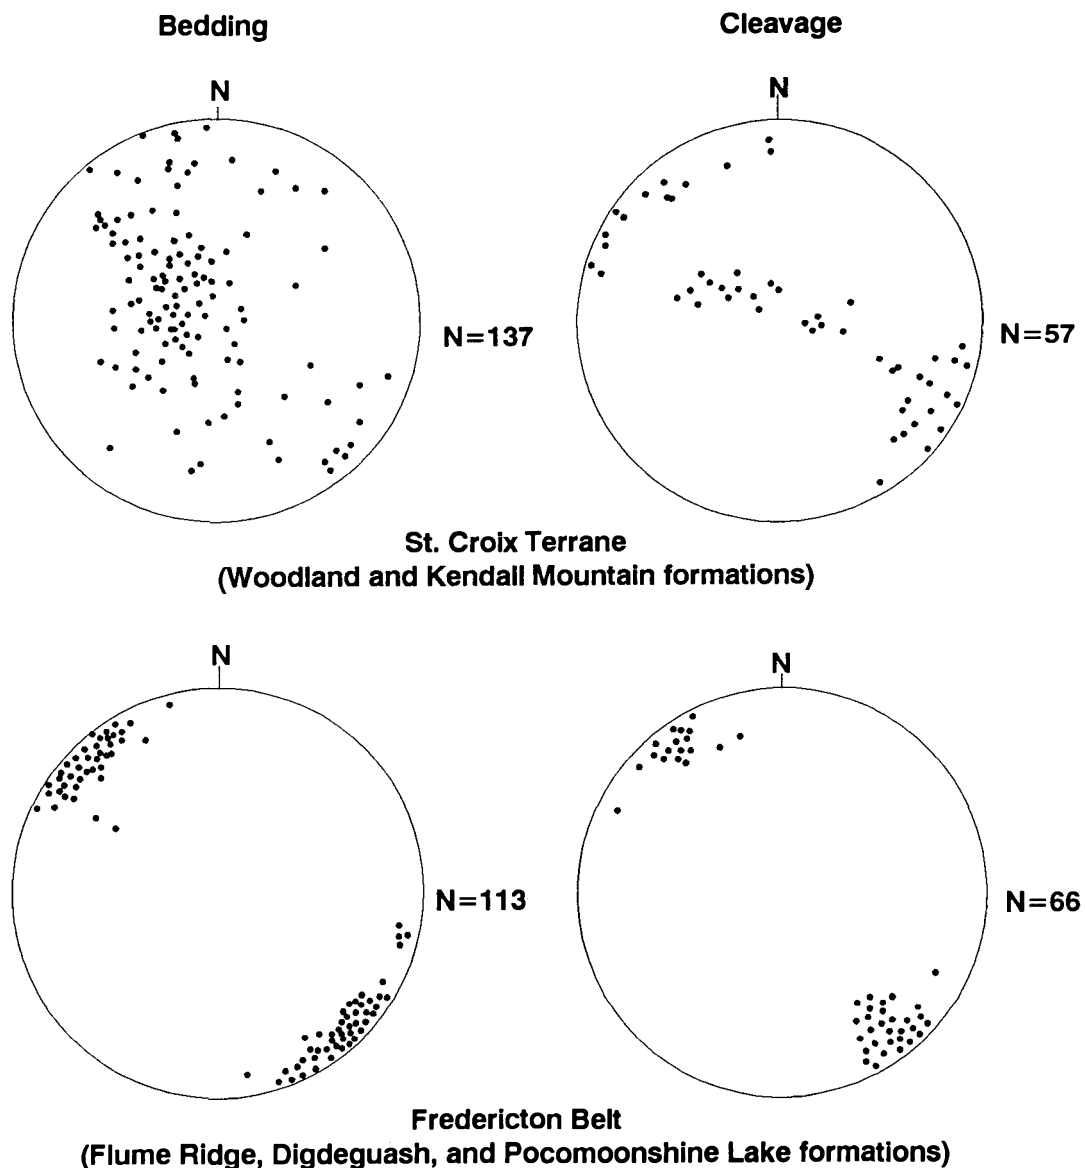 Bedding
Cleavage
N
N
N=137
N=57
St. Croix Terrane
(Woodland and Kendall Mountain formations)
N
N
N=113
N=66
Fredericton Belt
(Flume Ridge, Digdeguash, and Pocomoonshine Lake formations)